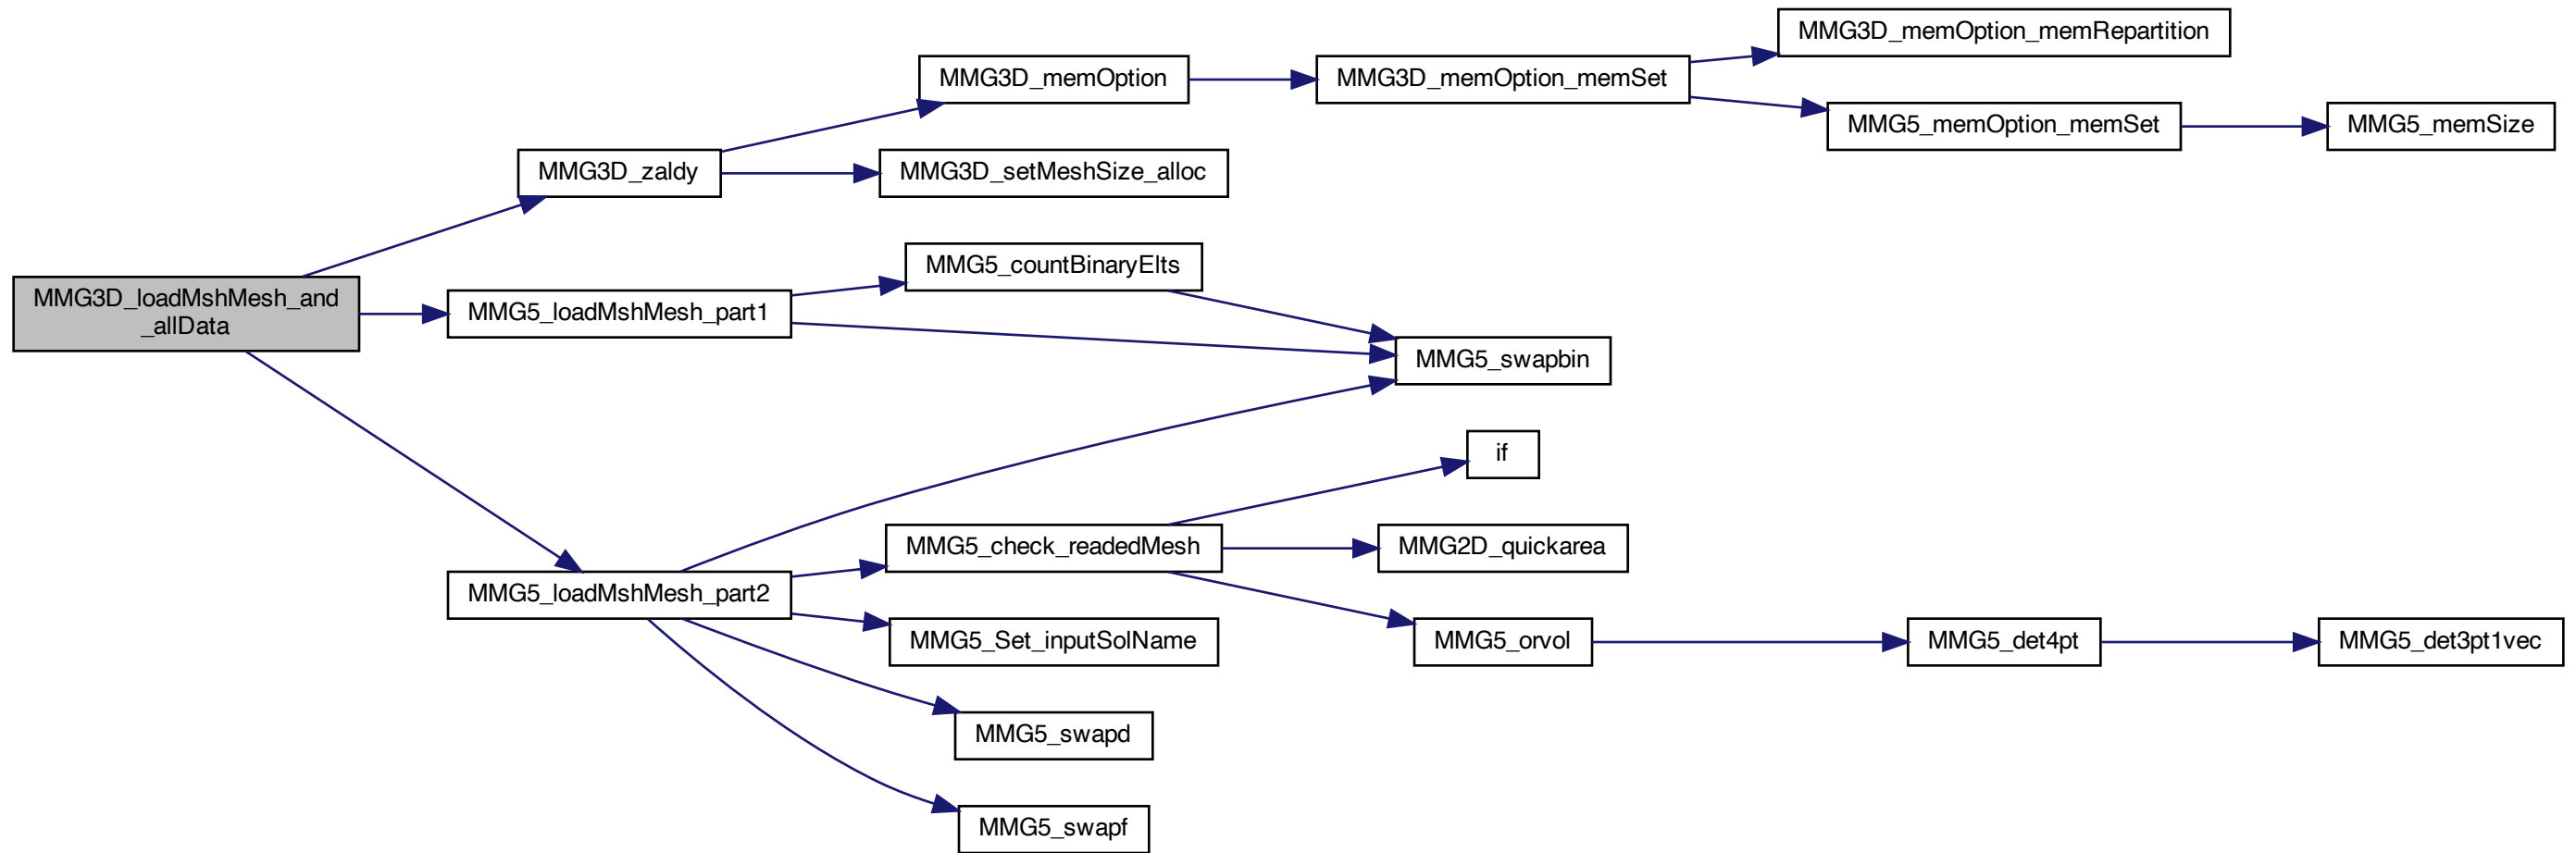 MMG3D_memOption_memRepartition
MMG3D_memOption
MMG3D_memOption_memSet
MMG5_memOption_memSet
MMG5_memSize
MMG3D_zaldy
MMG3D_setMeshSize_alloc
MMG5_countBinaryElts
MMG3D_loadMshMesh_and
_allData
MMG5_loadMshMesh_part1
MMG5_swapbin
if
MMG5_check_readedMesh
MMG2D_quickarea
MMG5_loadMshMesh_part2
MMG5_Set_inputSolName
MMG5_orvol
MMG5_det4pt
MMG5_det3pt1vec
MMG5_swapd
MMG5_swapf